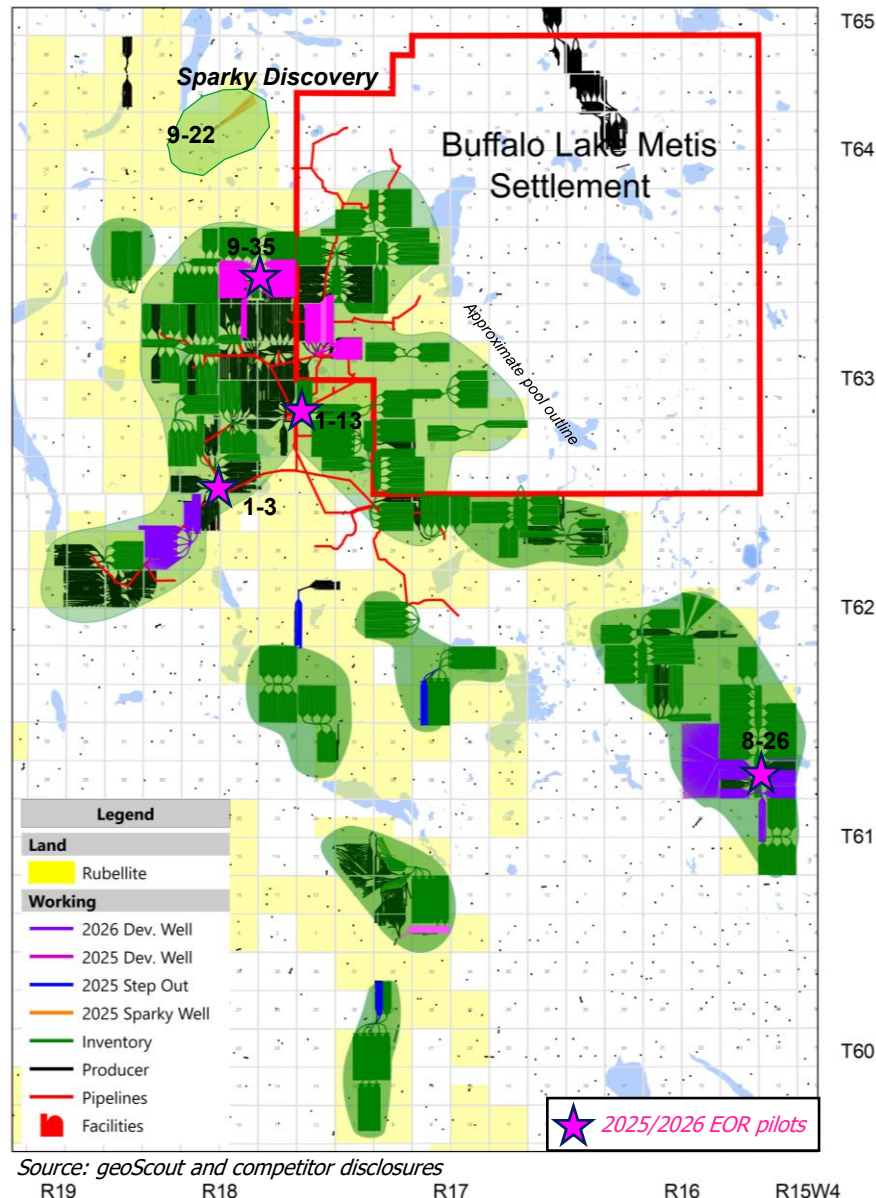 T65
Sparky Discovery
9-22
Buffalo Lake Metis
Settlement
T64
9-35
Approximate pool outline
T63
1-13
1-3
T62
8-26
Legend
Land
Rubellite
Working
2026 Dev. Well
2025 Dev. Well
2025 Step Out
2025 Sparky Well
Inventory
Producer
Pipelines
Facilities
T61
T60
2025/2026 EOR pilots
Source: geoScout and competitor disclosures
R19 R18 R17 R16 R15W4